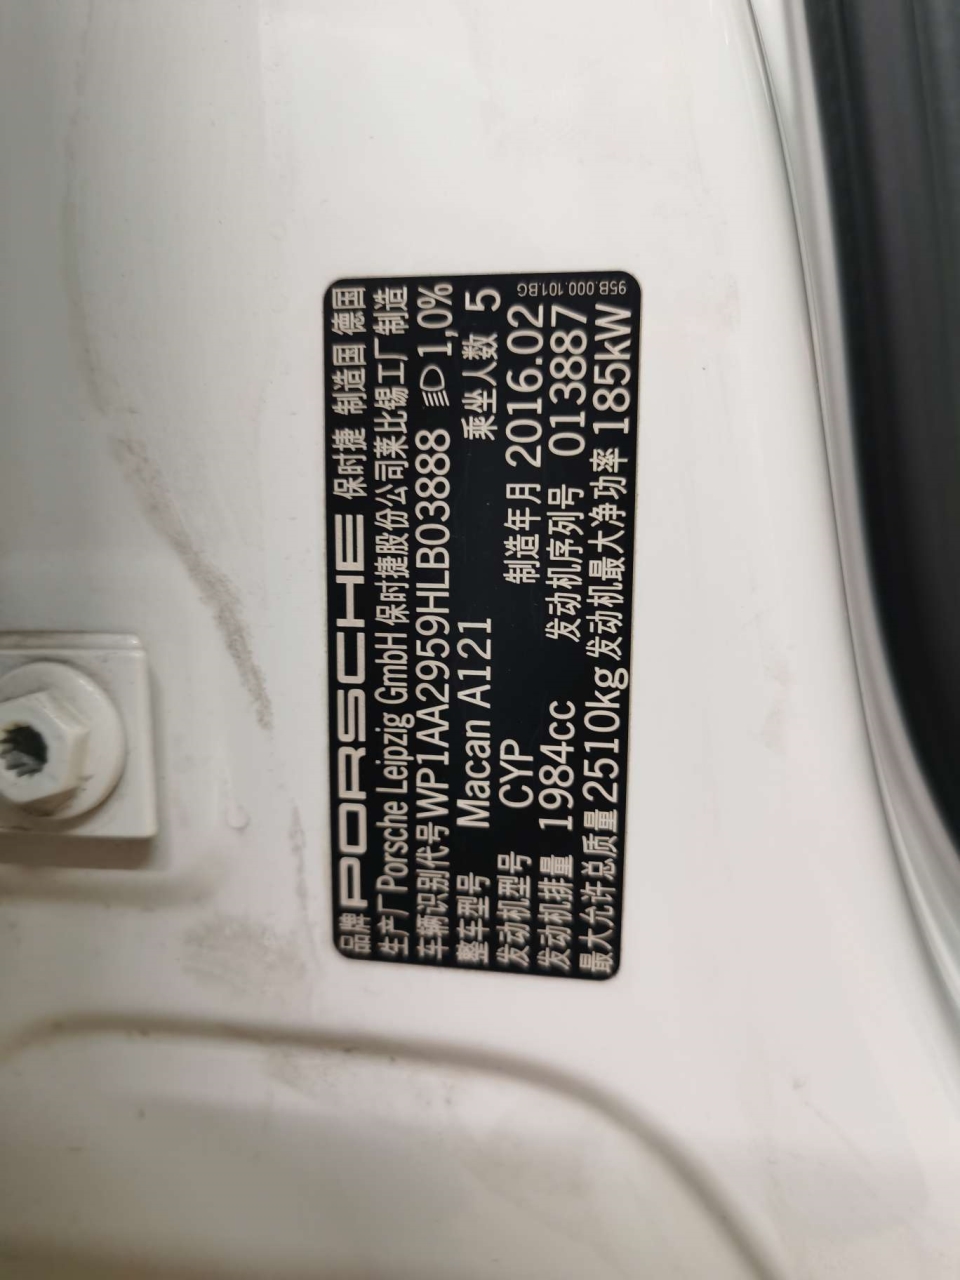 品牌 PORSCHE 保时捷 制造国 德国
生产厂 Porsche Leipzig GmbH 保时捷股份公司莱比锡工厂 制造
车辆识别代号 WP1AA2959HLB03888 1,0%
整车型号 Macan A121 乘坐人数 5
发动机型号 CYP 制造年月 2016.02
发动机排量 1984cc 发动机序列号 013887
最大允许总质量 2510kg 发动机最大净功率 185kW
95B.000.101.BG